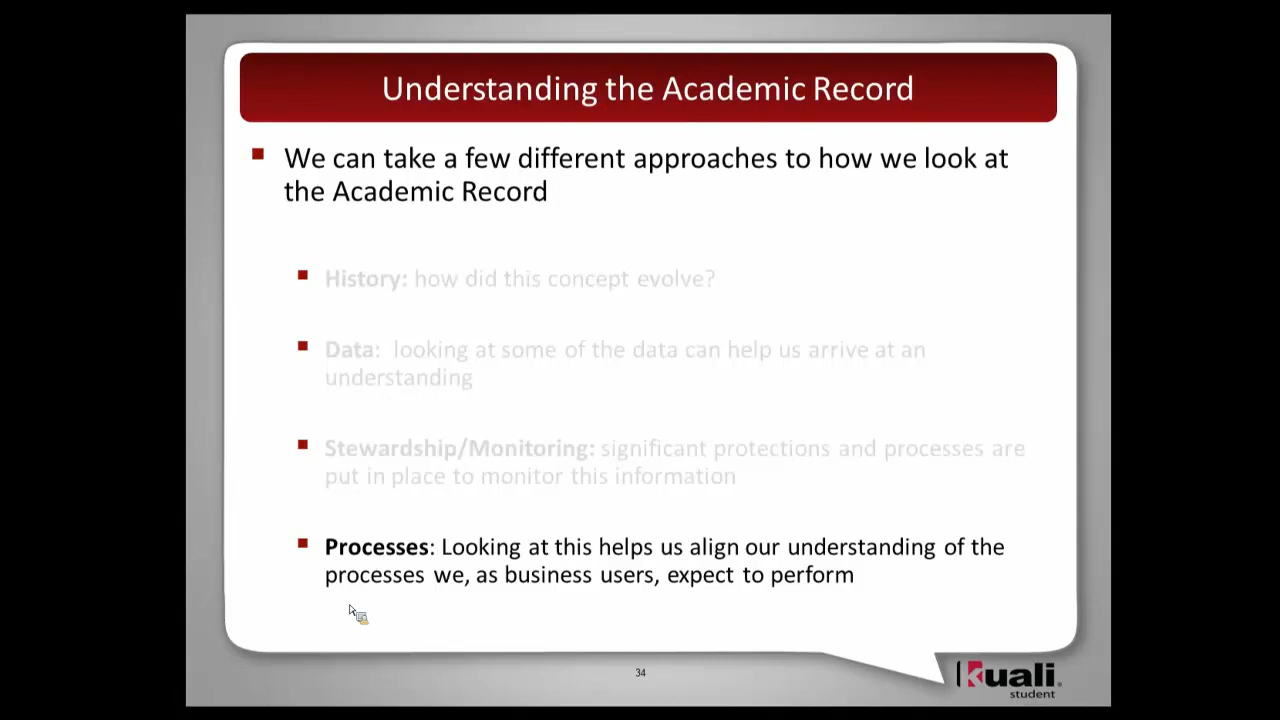 Understanding the Academic Record
We can take a few different approaches to how we look at
the Academic Record
History: how did this concept evolve?
Data:  looking at some of the data can help us arrive at an
understanding
Stewardship/Monitoring: significant protections and processes are
put in place to monitor this information
Processes: Looking at this helps us align our understanding of the
processes we, as business users, expect to perform
34
kuali
student